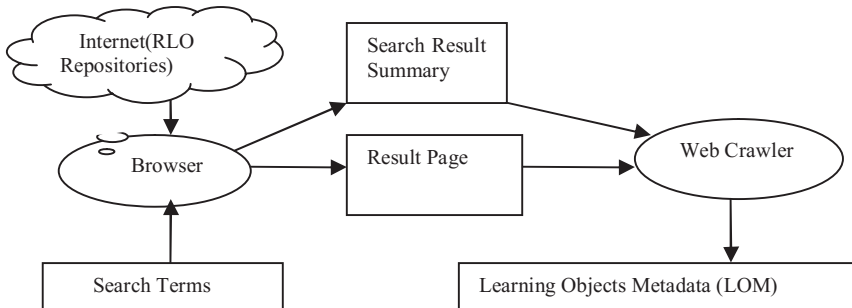 Internet(RLO
Repositories)
Search Result
Summary
Browser
Result Page
Web Crawler
Search Terms
Learning Objects Metadata (LOM)